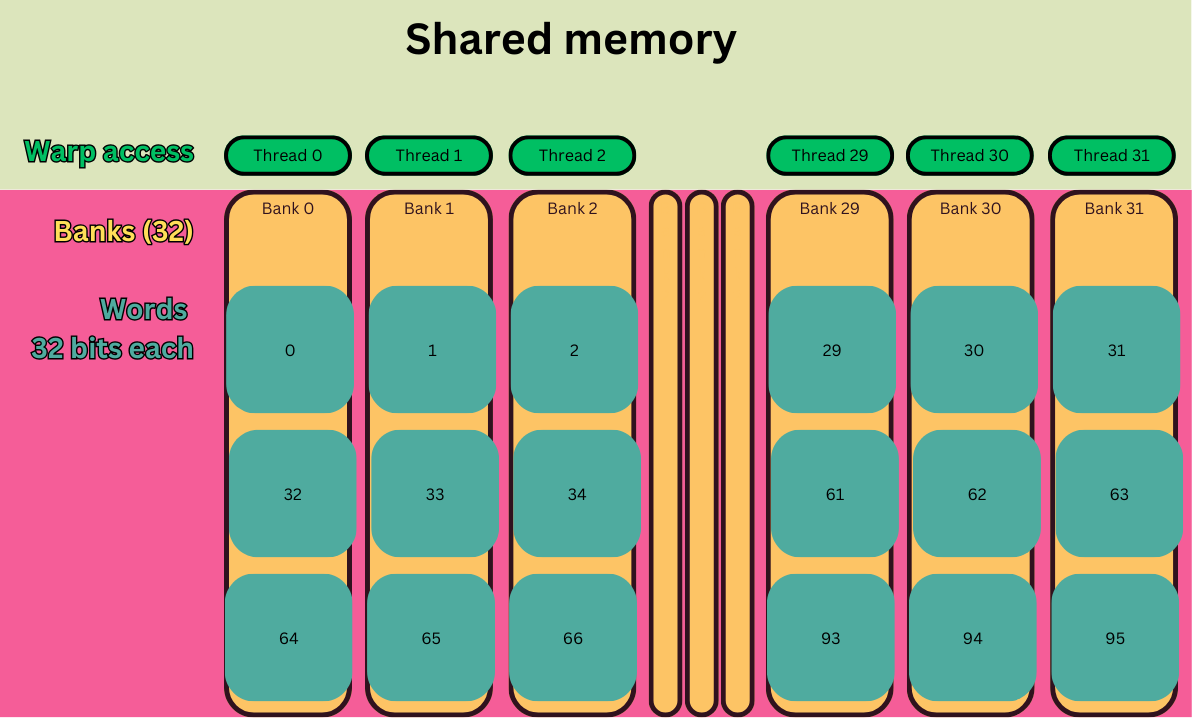 Shared memory
Warp access
Thread 0
Thread 1
Thread 2
Thread 29
Thread 30
Thread 31
Banks (32)
Bank 0
Bank 1
Bank 2
Bank 29
Bank 30
Bank 31
Words
32 bits each
0
1
2
29
30
31
32
33
34
61
62
63
64
65
66
93
94
95